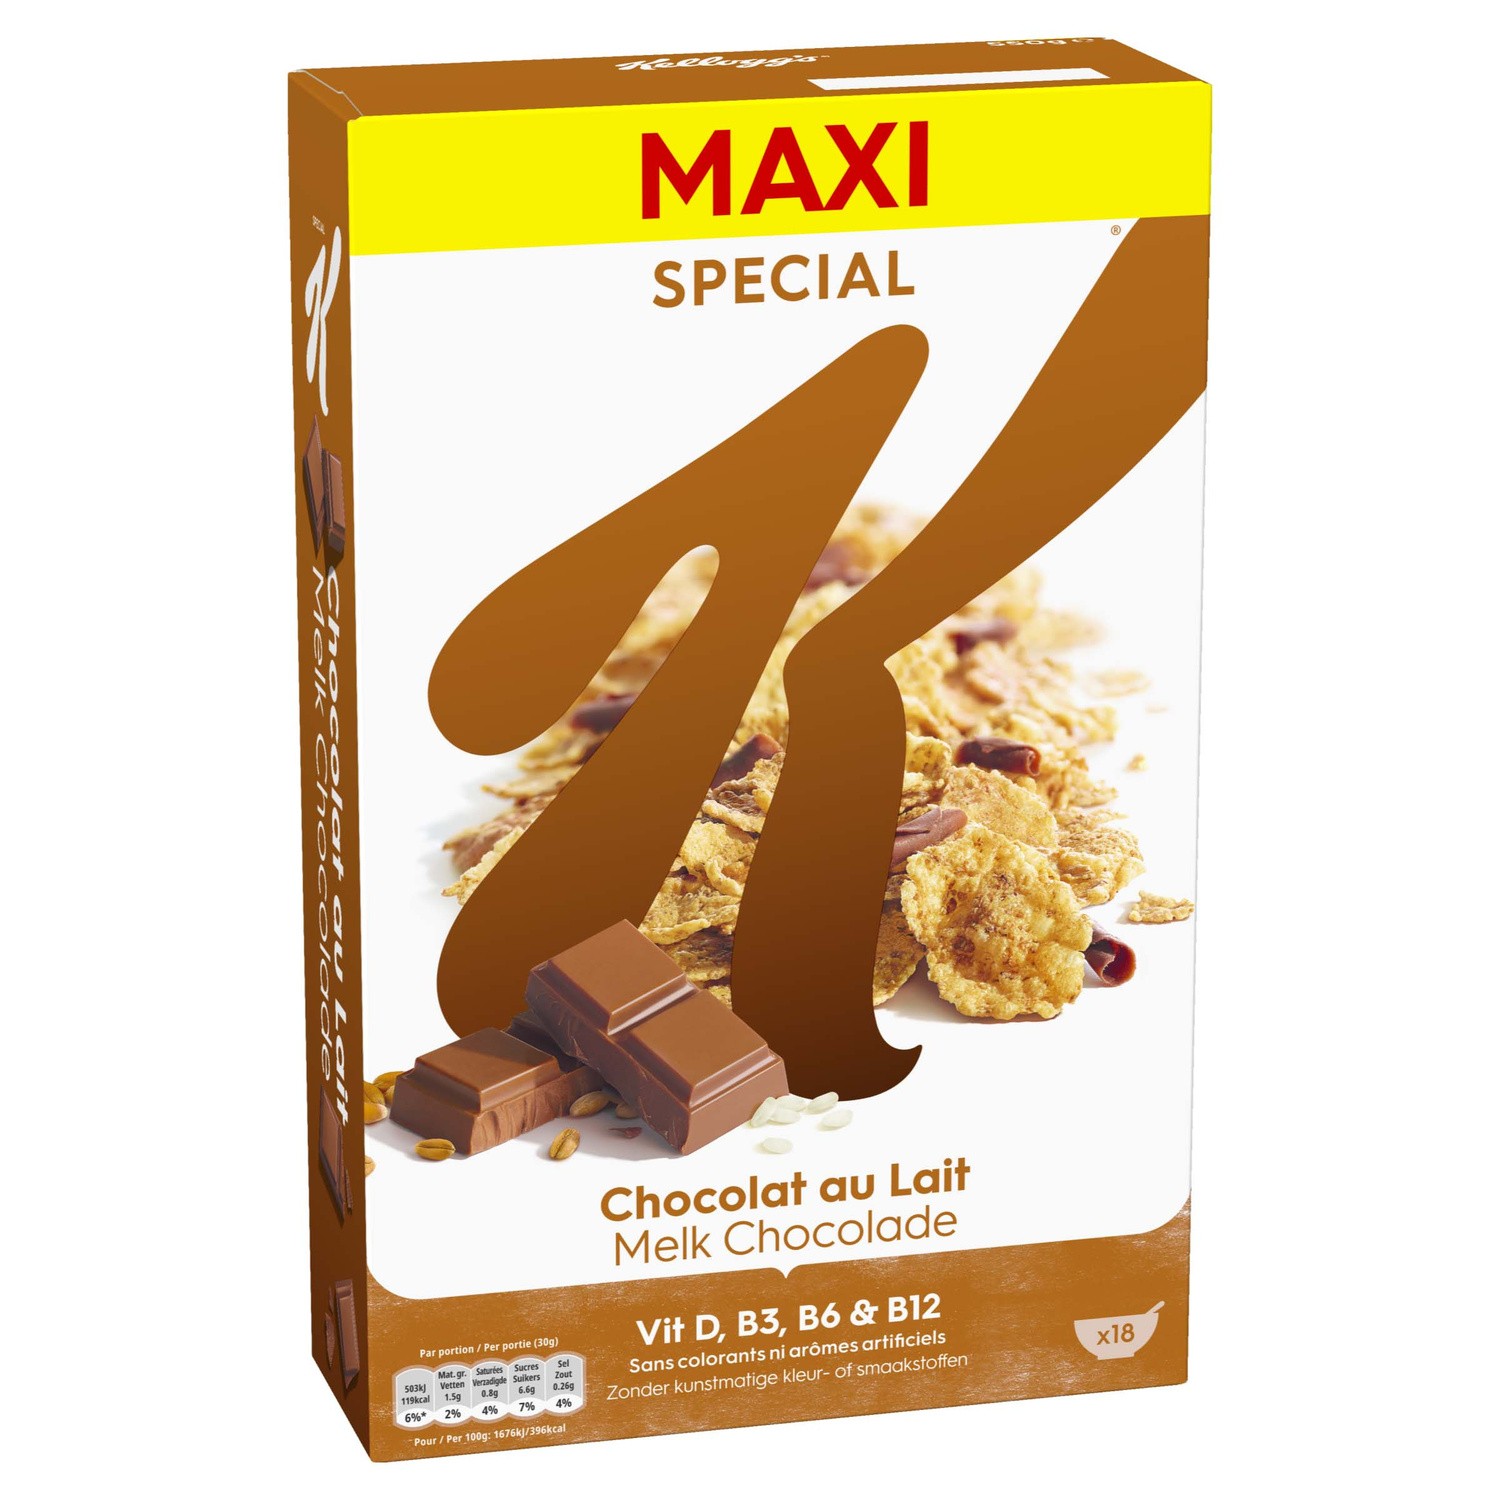 Kellogg's
550g e
MAXI
SPECIAL
®
Chocolat au Lait
Melk Chocolade
Vit D, B3, B6 & B12
Sans colorants ni arômes artificiels
Zonder kunstmatige kleur- of smaakstoffen
x18
Par portion / Per portie (30g)
503kJ
119kcal
6%*
Mat.gr.
Vetten
1.5g
2%
Saturées
Verzadigde
0.8g
4%
Sucres
Suikers
6.6g
7%
Sel
Zout
0.26g
4%
Pour / Per 100g: 1676kJ/396kcal
SPECIAL
K
Chocolat au Lait
Melk Chocolade